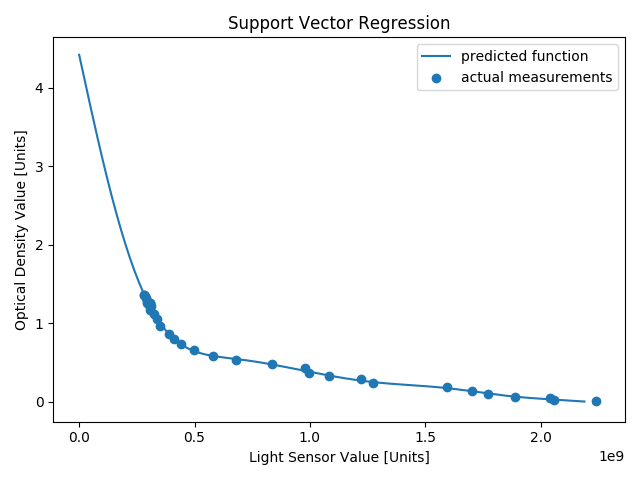 Support Vector Regression
predicted function
actual measurements
Optical Density Value [Units]
4
3
2
1
0
0.0 0.5 1.0 1.5 2.0
1e9
Light Sensor Value [Units]